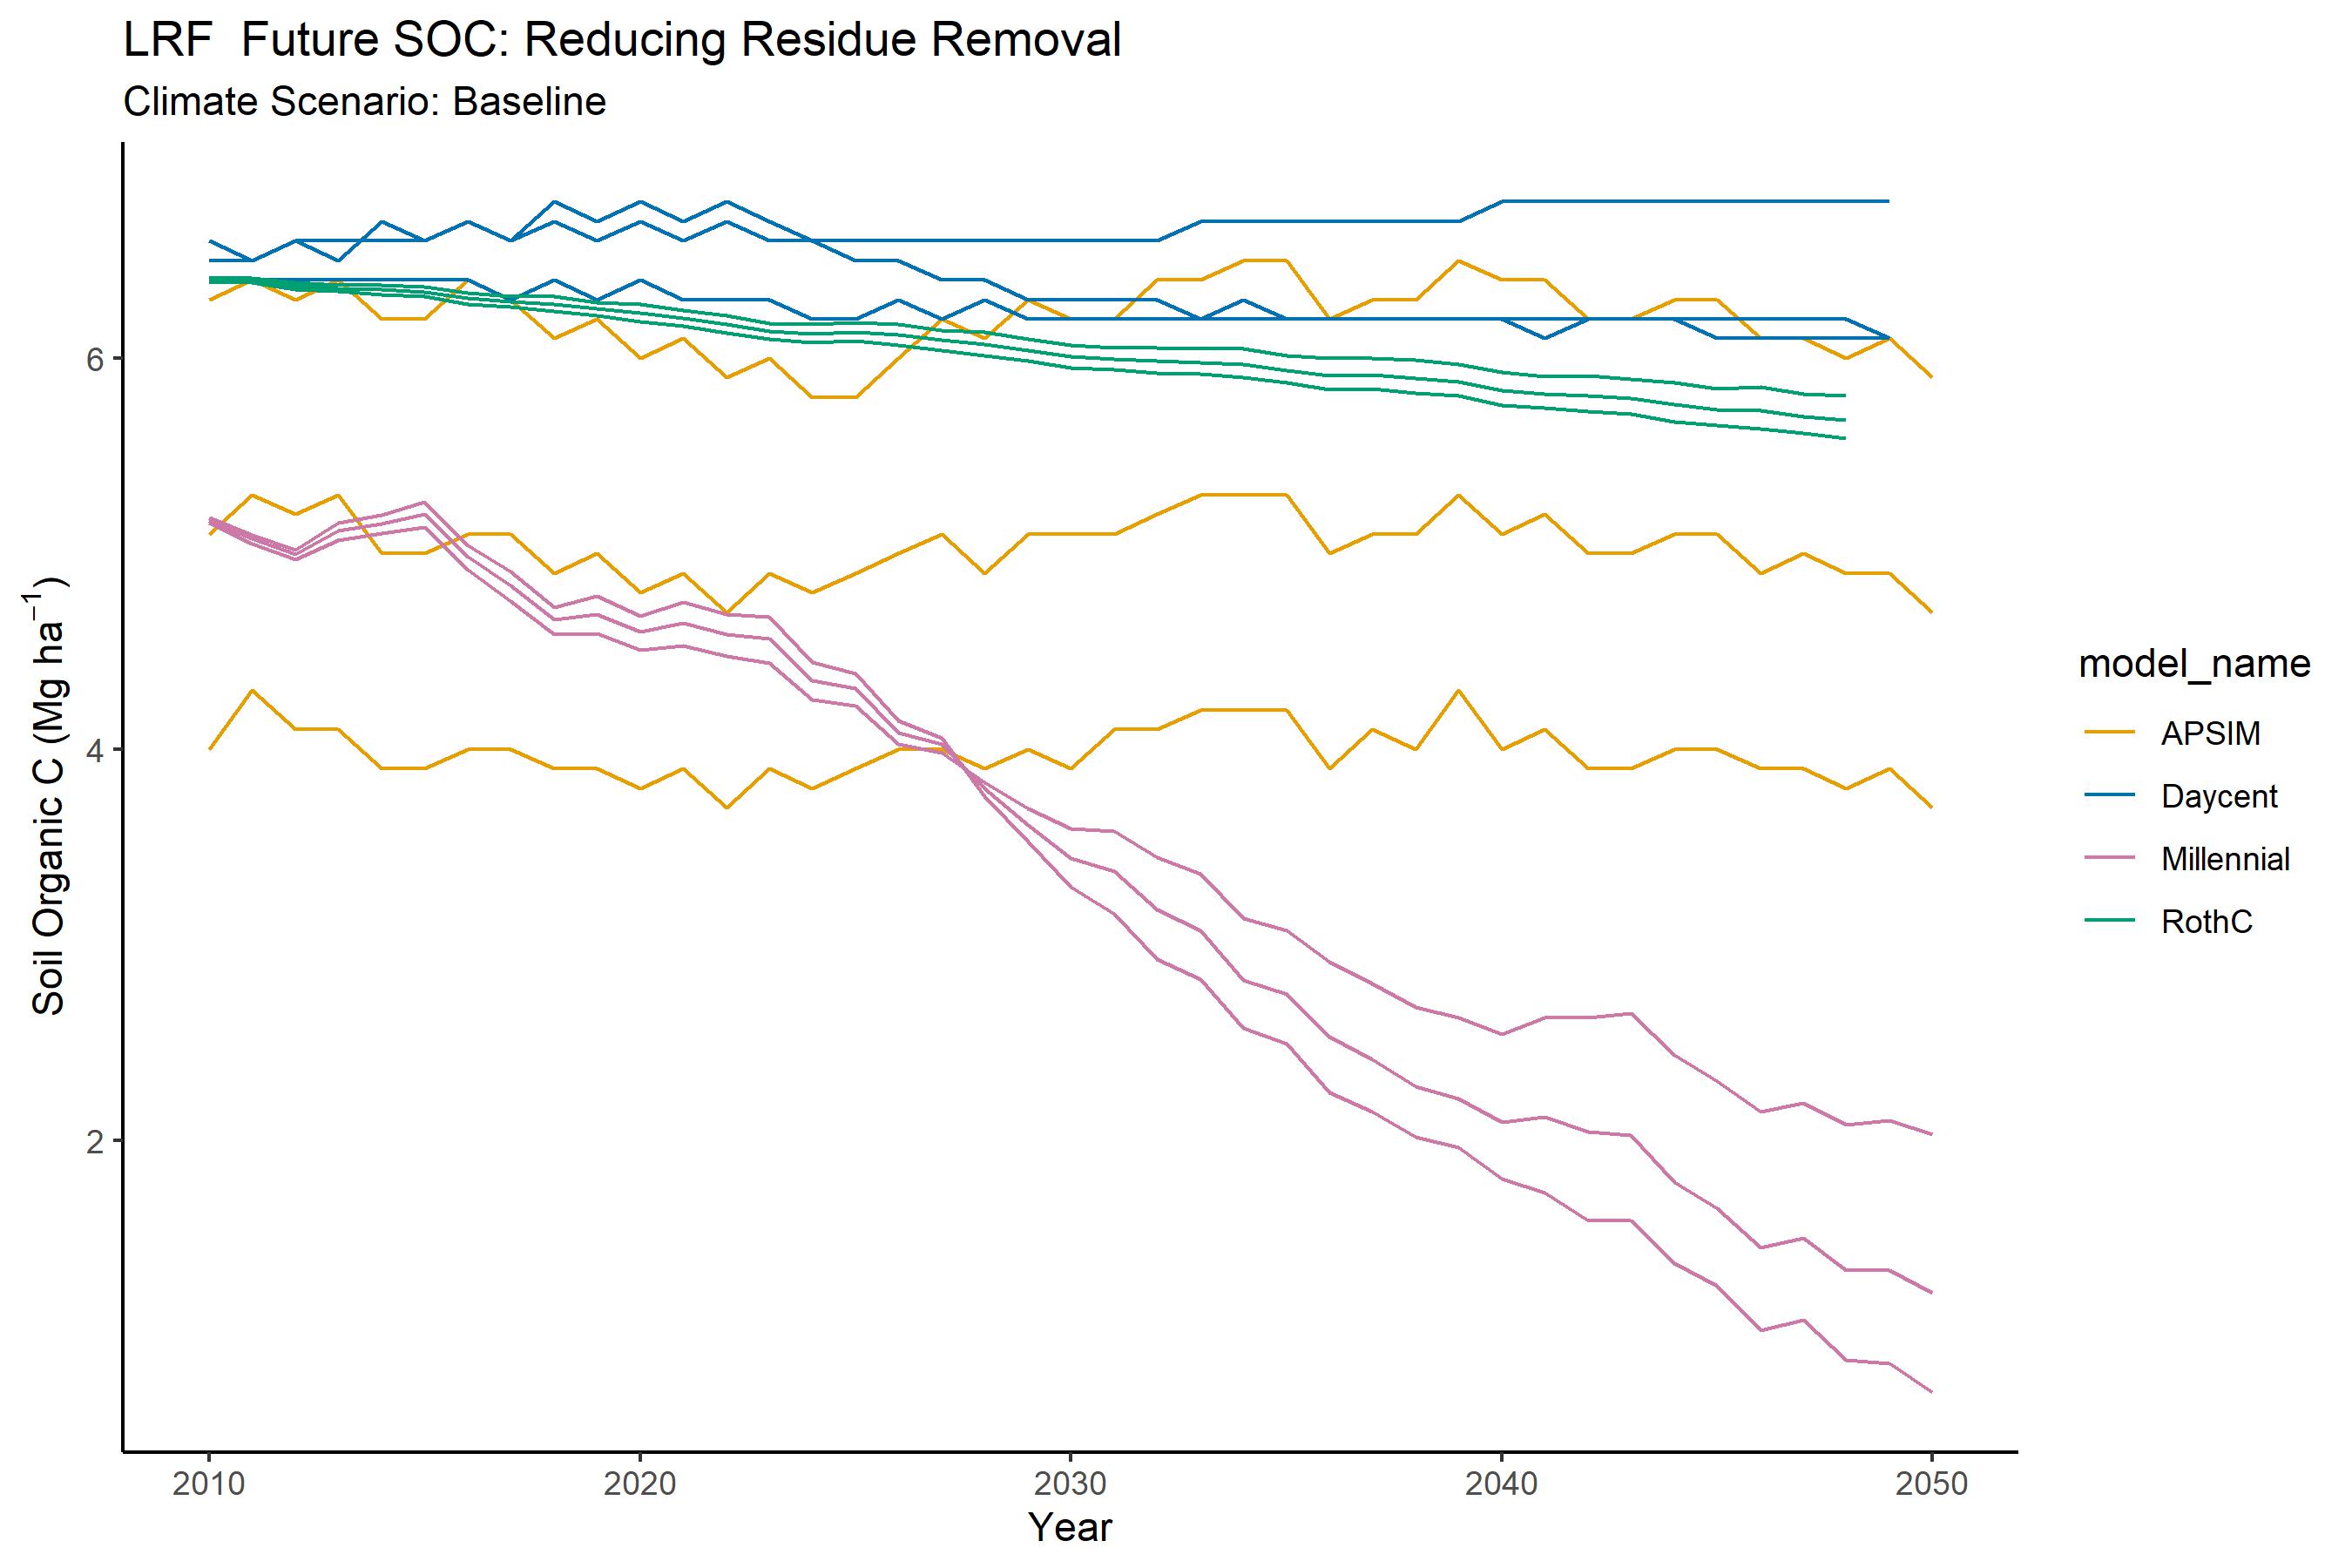 LRF  Future SOC: Reducing Residue Removal
Climate Scenario: Baseline
Soil Organic C (Mg ha⁻¹)
6
4
2
2010 2020 2030 2040 2050
Year
model_name
APSIM
Daycent
Millennial
RothC